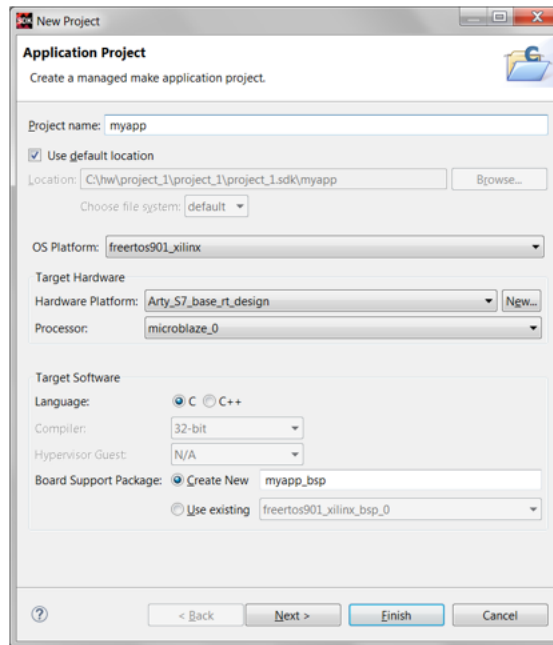 SDK New Project
Application Project
Create a managed make application project.
Project name: myapp
Use default location
Location: C:\hw\project_1\project_1\project_1.sdk\myapp Browse...
Choose file system: default
OS Platform: freertos901_xilinx
Target Hardware
Hardware Platform: Arty_S7_base_rt_design New...
Processor: microblaze_0
Target Software
Language: C C++
Compiler: 32-bit
Hypervisor Guest: N/A
Board Support Package: Create New myapp_bsp
Use existing freertos901_xilinx_bsp_0
? < Back Next > Finish Cancel